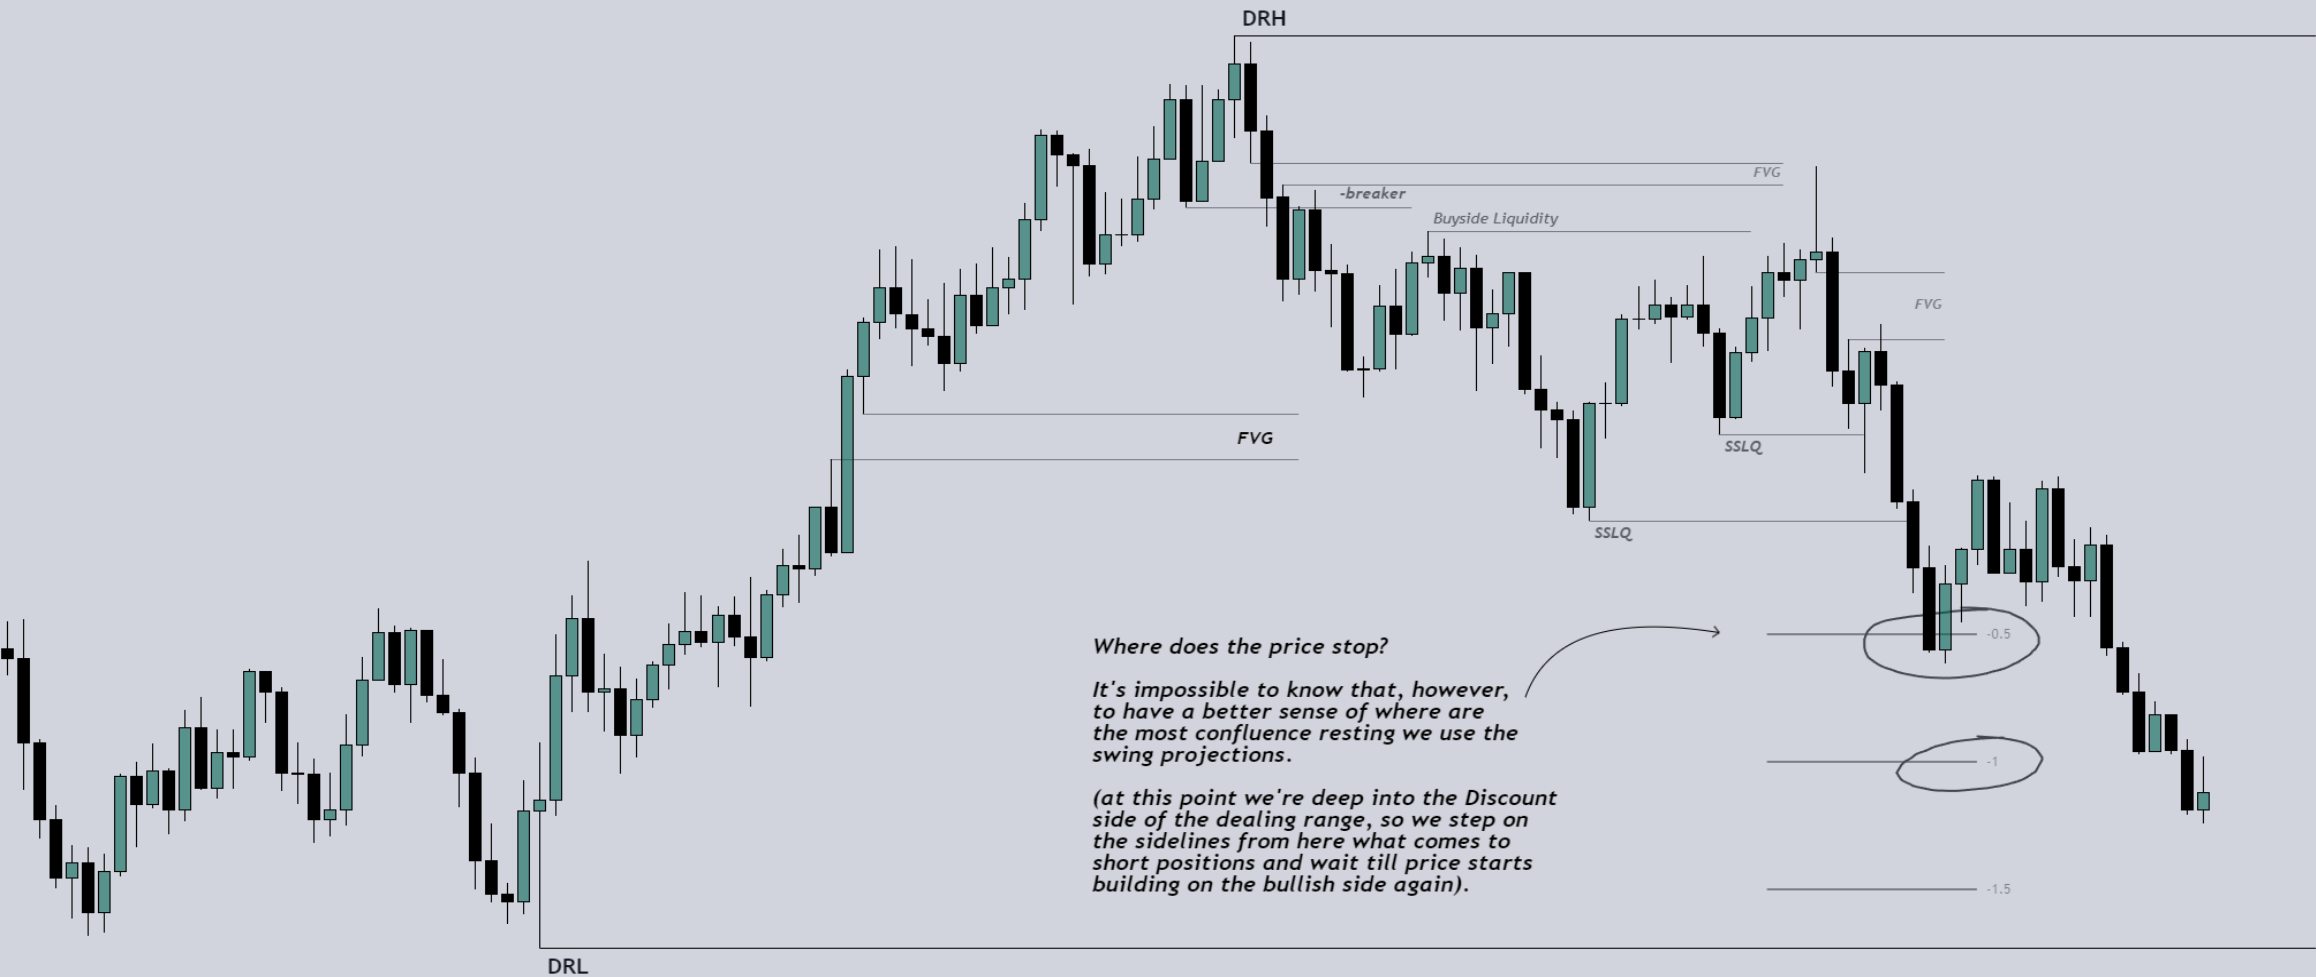 DRH
FVG
-breaker
Buyside Liquidity
FVG
FVG
SSLQ
SSLQ
Where does the price stop?
It's impossible to know that, however,
to have a better sense of where are
the most confluence resting we use the
swing projections.
(at this point we're deep into the Discount
side of the dealing range, so we step on
the sidelines from here what comes to
short positions and wait till price starts
building on the bullish side again).
-0.5
-1
-1.5
DRL